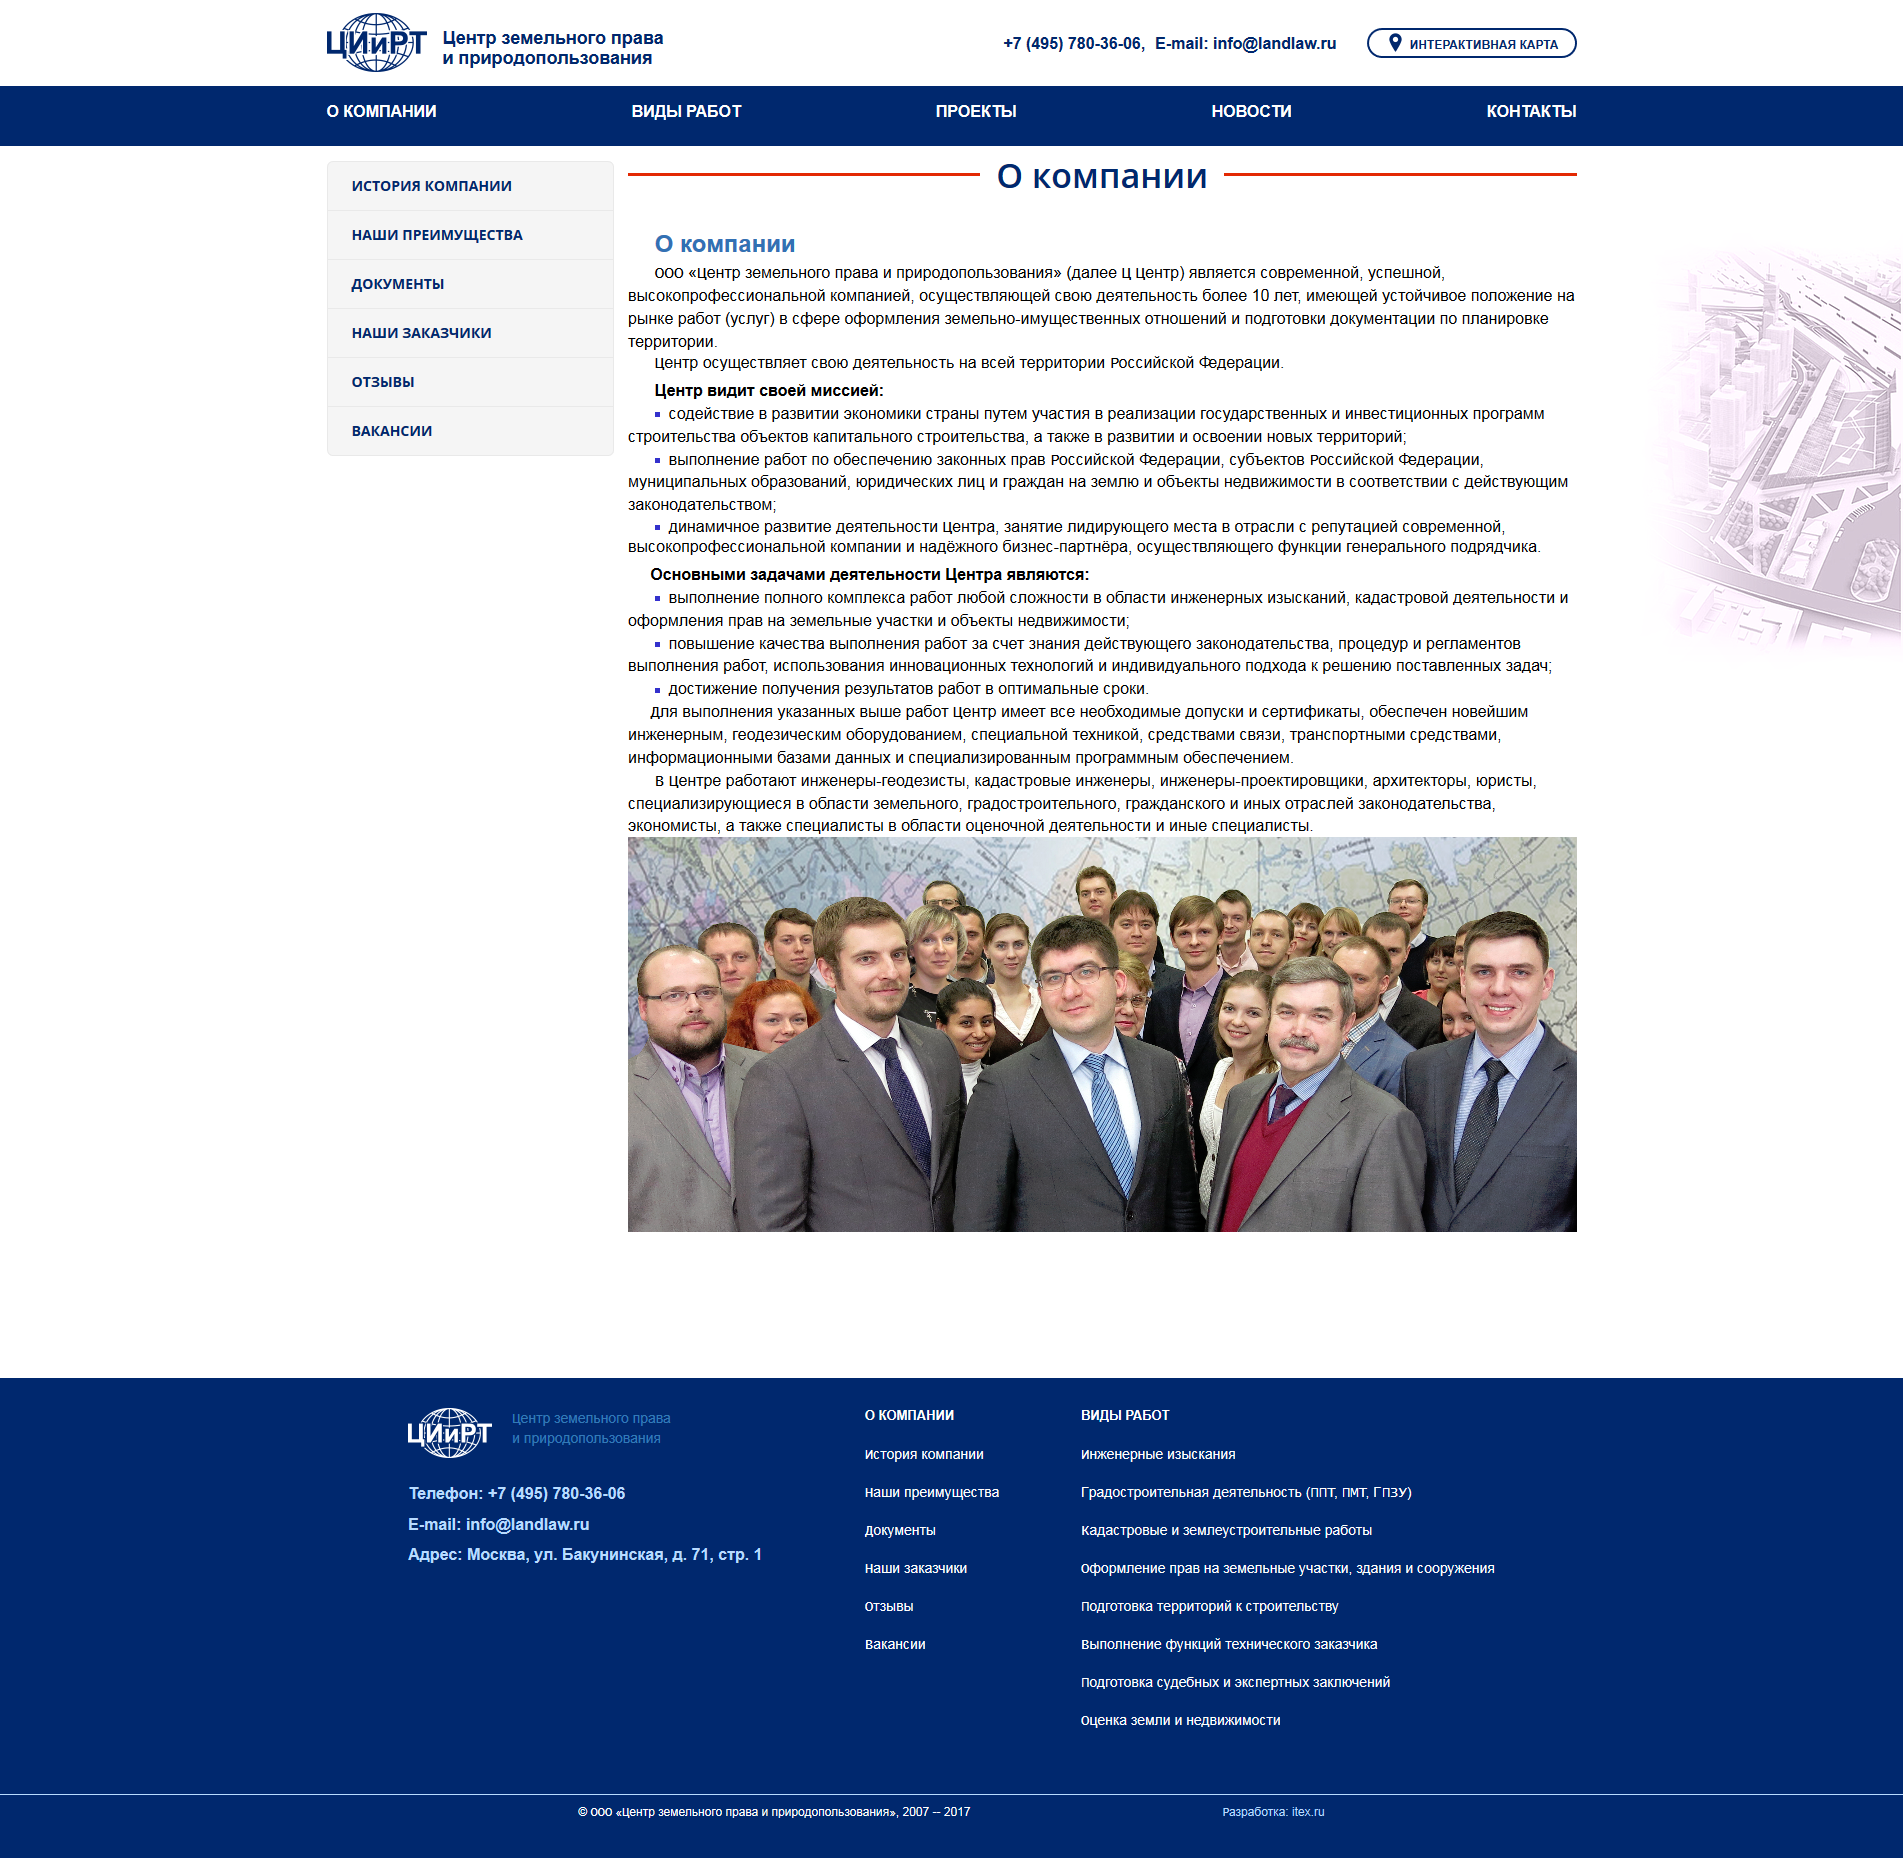 ЦИиРТ
Центр земельного права
и природопользования
+7 (495) 780-36-06, E-mail: info@landlaw.ru
ИНТЕРАКТИВНАЯ КАРТА
О КОМПАНИИ
ВИДЫ РАБОТ
ПРОЕКТЫ
НОВОСТИ
КОНТАКТЫ
ИСТОРИЯ КОМПАНИИ
НАШИ ПРЕИМУЩЕСТВА
ДОКУМЕНТЫ
НАШИ ЗАКАЗЧИКИ
ОТЗЫВЫ
ВАКАНСИИ
О компании
О компании
ООО «Центр земельного права и природопользования» (далее Ц Центр) является современной, успешной,
высокопрофессиональной компанией, осуществляющей свою деятельность более 10 лет, имеющей устойчивое положение на
рынке работ (услуг) в сфере оформления земельно-имущественных отношений и подготовки документации по планировке
территории.
Центр осуществляет свою деятельность на всей территории Российской Федерации.
Центр видит своей миссией:
содействие в развитии экономики страны путем участия в реализации государственных и инвестиционных программ
строительства объектов капитального строительства, а также в развитии и освоении новых территорий;
выполнение работ по обеспечению законных прав Российской Федерации, субъектов Российской Федерации,
муниципальных образований, юридических лиц и граждан на землю и объекты недвижимости в соответствии с действующим
законодательством;
динамичное развитие деятельности Центра, занятие лидирующего места в отрасли с репутацией современной,
высокопрофессиональной компании и надёжного бизнес-партнёра, осуществляющего функции генерального подрядчика.
Основными задачами деятельности Центра являются:
выполнение полного комплекса работ любой сложности в области инженерных изысканий, кадастровой деятельности и
оформления прав на земельные участки и объекты недвижимости;
повышение качества выполнения работ за счет знания действующего законодательства, процедур и регламентов
выполнения работ, использования инновационных технологий и индивидуального подхода к решению поставленных задач;
достижение получения результатов работ в оптимальные сроки.
Для выполнения указанных выше работ Центр имеет все необходимые допуски и сертификаты, обеспечен новейшим
инженерным, геодезическим оборудованием, специальной техникой, средствами связи, транспортными средствами,
информационными базами данных и специализированным программным обеспечением.
В Центре работают инженеры-геодезисты, кадастровые инженеры, инженеры-проектировщики, архитекторы, юристы,
специализирующиеся в области земельного, градостроительного, гражданского и иных отраслей законодательства,
экономисты, а также специалисты в области оценочной деятельности и иные специалисты.
ЦИиРТ
Центр земельного права
и природопользования
Телефон: +7 (495) 780-36-06
E-mail: info@landlaw.ru
Адрес: Москва, ул. Бакунинская, д. 71, стр. 1
О КОМПАНИИ
История компании
Наши преимущества
Документы
Наши заказчики
Отзывы
Вакансии
ВИДЫ РАБОТ
Инженерные изыскания
Градостроительная деятельность (ППТ, ПМТ, ГПЗУ)
Кадастровые и землеустроительные работы
Оформление прав на земельные участки, здания и сооружения
Подготовка территорий к строительству
Выполнение функций технического заказчика
Подготовка судебных и экспертных заключений
Оценка земли и недвижимости
© ООО «Центр земельного права и природопользования», 2007 – 2017
Разработка: itex.ru